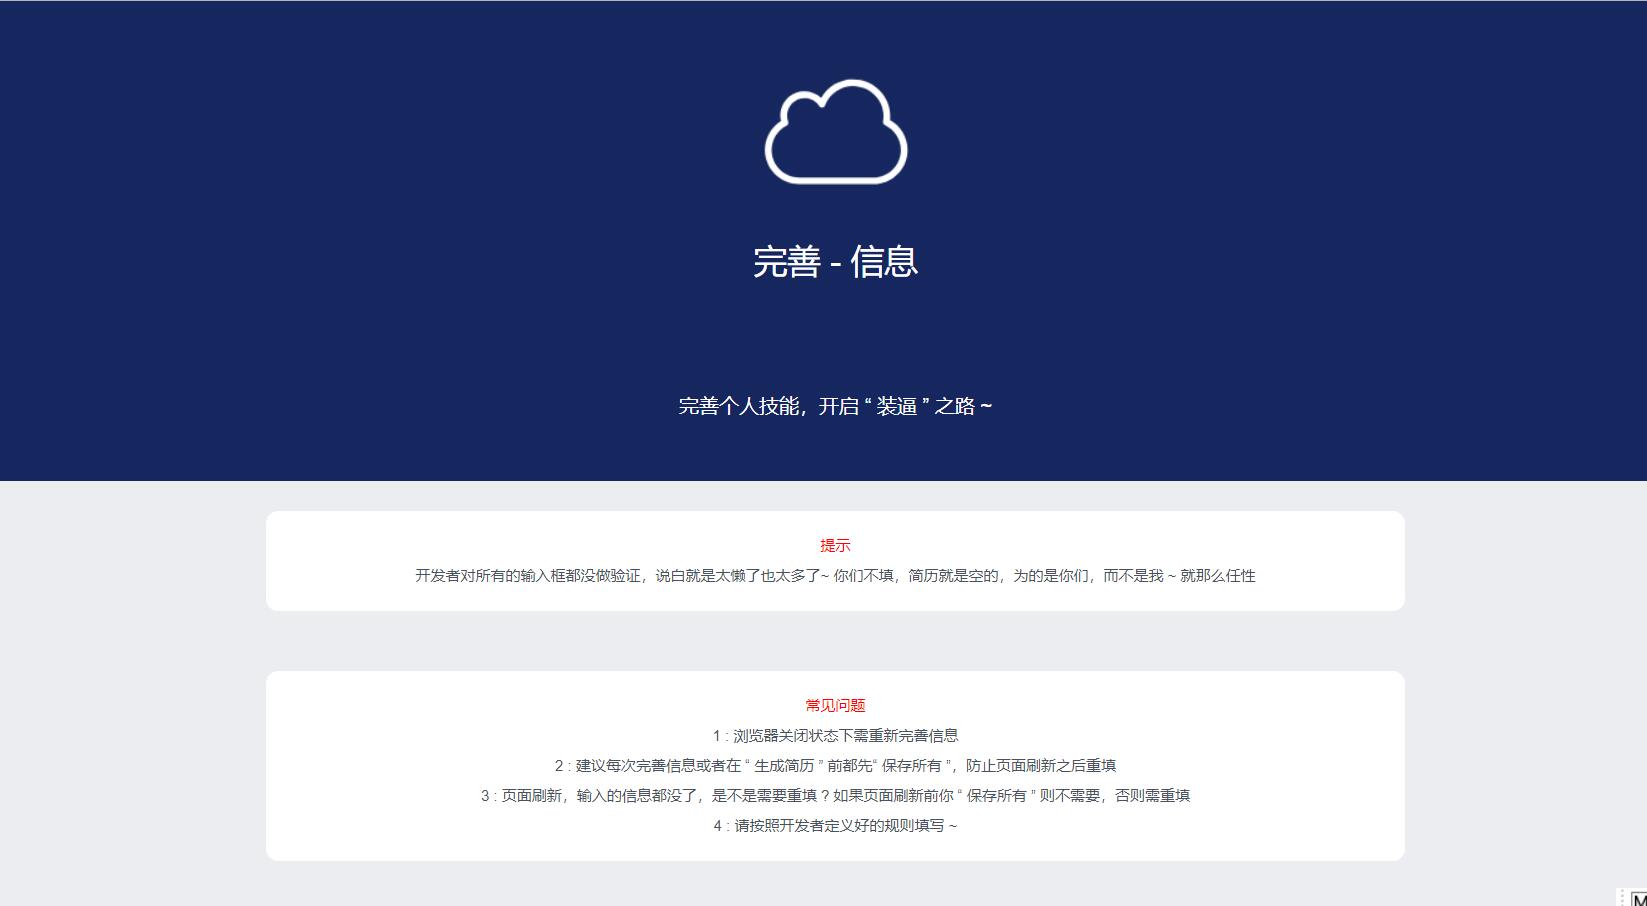 完善 - 信息
完善个人技能，开启 “ 装逼 ” 之路 ~
提示
开发者对所有的输入框都没做验证，说白就是太懒了也太多了~ 你们不填，简历就是空的，为的是你们，而不是我 ~ 就那么任性
常见问题
1 : 浏览器关闭状态下需重新完善信息
2 : 建议每次完善信息或者在 “ 生成简历 ” 前都先“ 保存所有 ”，防止页面刷新之后重填
3 : 页面刷新，输入的信息都没了，是不是需要重填 ? 如果页面刷新前你 “ 保存所有 ” 则不需要，否则需重填
4 : 请按照开发者定义好的规则填写 ~